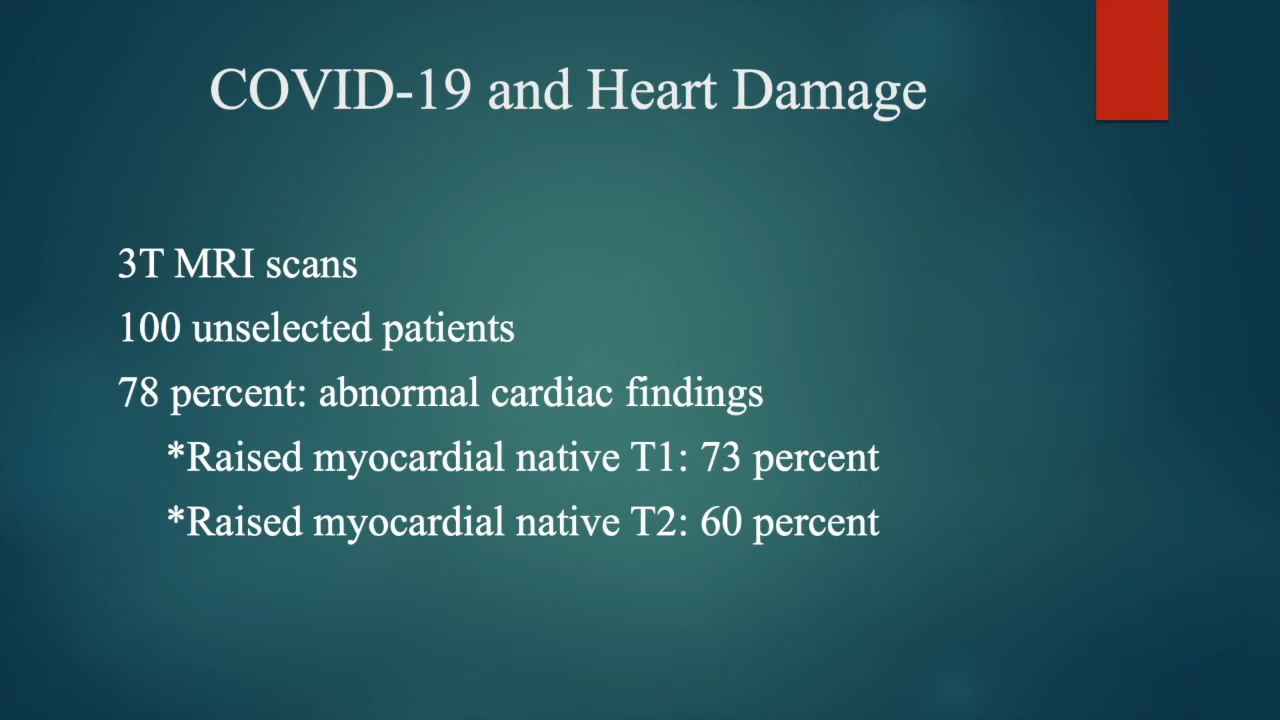 COVID-19 and Heart Damage
3T MRI scans
100 unselected patients
78 percent: abnormal cardiac findings
*Raised myocardial native T1: 73 percent
*Raised myocardial native T2: 60 percent